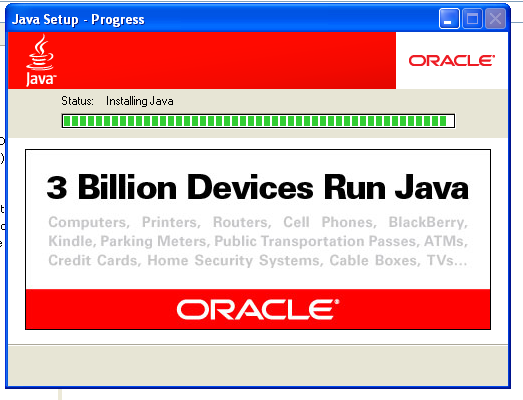 Java Setup - Progress
Java™
ORACLE®
Status: Installing Java
3 Billion Devices Run Java
Computers, Printers, Routers, Cell Phones, BlackBerry,
Kindle, Parking Meters, Public Transportation Passes, ATMs,
Credit Cards, Home Security Systems, Cable Boxes, TVs...
ORACLE®